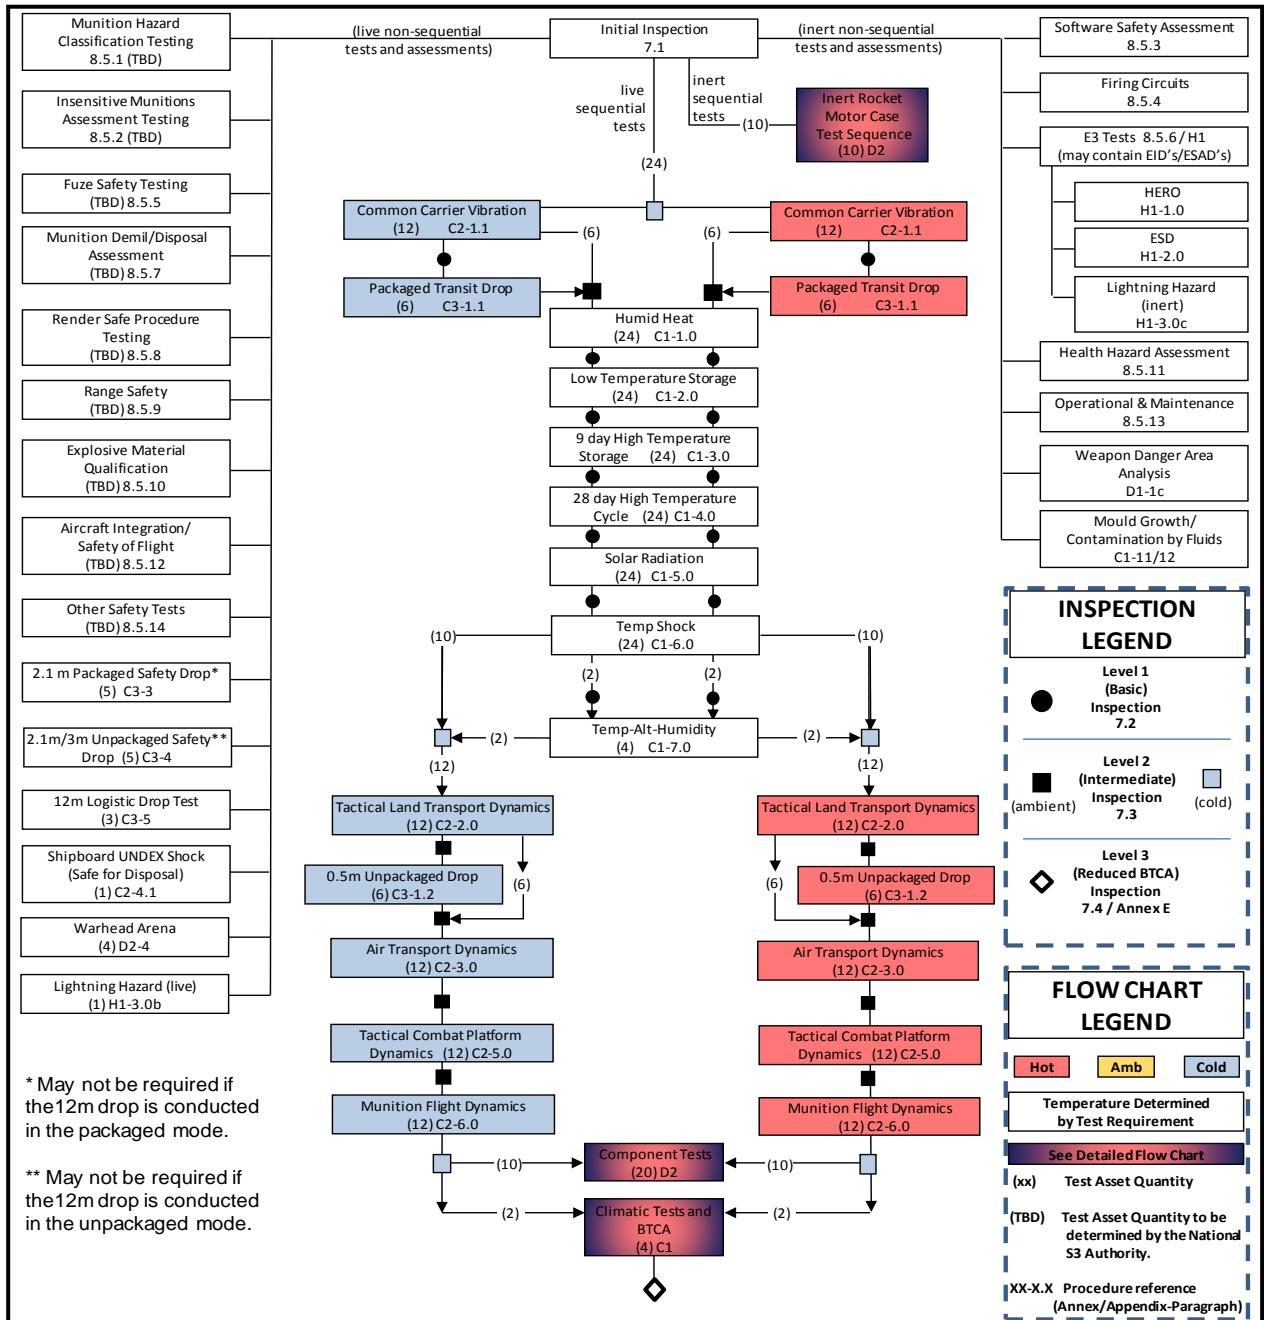 Munition Hazard
Classification Testing
8.5.1 (TBD)
Insensitive Munitions
Assessment Testing
8.5.2 (TBD)
Fuze Safety Testing
(TBD) 8.5.5
Munition Demil/Disposal
Assessment
(TBD) 8.5.7
Render Safe Procedure
Testing
(TBD) 8.5.8
Range Safety
(TBD) 8.5.9
Explosive Material
Qualification
(TBD) 8.5.10
Aircraft Integration/
Safety of Flight
(TBD) 8.5.12
Other Safety Tests
(TBD) 8.5.14
2.1 m Packaged Safety Drop*
(5) C3-3
2.1m/3m Unpackaged Safety**
Drop (5) C3-4
12m Logistic Drop Test
(3) C3-5
Shipboard UNDEX Shock
(Safe for Disposal)
(1) C2-4.1
Warhead Arena
(4) D2-4
Lightning Hazard (live)
(1) H1-3.0b
* May not be required if
the12m drop is conducted
in the packaged mode.
** May not be required if
the12m drop is conducted
in the unpackaged mode.
(live non-sequential
tests and assessments)
Initial Inspection
7.1
(inert non-sequential
tests and assessments)
live
sequential
tests
inert
sequential
tests
(10)
Inert Rocket
Motor Case
Test Sequence
(10) D2
(24)
Common Carrier Vibration
(12) C2-1.1
(6)
(6)
Common Carrier Vibration
(12) C2-1.1
Packaged Transit Drop
(6) C3-1.1
Packaged Transit Drop
(6) C3-1.1
Humid Heat
(24) C1-1.0
Low Temperature Storage
(24) C1-2.0
9 day High Temperature
Storage (24) C1-3.0
28 day High Temperature
Cycle (24) C1-4.0
Solar Radiation
(24) C1-5.0
Temp Shock
(24) C1-6.0
(10)
(10)
(2)
(2)
Temp-Alt-Humidity
(4) C1-7.0
(2)
(2)
(12)
(12)
Tactical Land Transport Dynamics
(12) C2-2.0
Tactical Land Transport Dynamics
(12) C2-2.0
0.5m Unpackaged Drop
(6) C3-1.2
(6)
(6)
0.5m Unpackaged Drop
(6) C3-1.2
Air Transport Dynamics
(12) C2-3.0
Air Transport Dynamics
(12) C2-3.0
Tactical Combat Platform
Dynamics (12) C2-5.0
Tactical Combat Platform
Dynamics (12) C2-5.0
Munition Flight Dynamics
(12) C2-6.0
Munition Flight Dynamics
(12) C2-6.0
(10)
Component Tests
(20) D2
(10)
(2)
Climatic Tests and
BTCA
(4) C1
(2)
Software Safety Assessment
8.5.3
Firing Circuits
8.5.4
E3 Tests 8.5.6 / H1
(may contain EID's/ESAD's)
HERO
H1-1.0
ESD
H1-2.0
Lightning Hazard
(inert)
H1-3.0c
Health Hazard Assessment
8.5.11
Operational & Maintenance
8.5.13
Weapon Danger Area
Analysis
D1-1c
Mould Growth/
Contamination by Fluids
C1-11/12
INSPECTION
LEGEND
Level 1
(Basic)
Inspection
7.2
Level 2
(Intermediate)
Inspection
7.3
(ambient)
(cold)
Level 3
(Reduced BTCA)
Inspection
7.4 / Annex E
FLOW CHART
LEGEND
Hot Amb Cold
Temperature Determined
by Test Requirement
See Detailed Flow Chart
(xx) Test Asset Quantity
(TBD) Test Asset Quantity to be
determined by the National
S3 Authority.
XX-X.X Procedure reference
(Annex/Appendix-Paragraph)